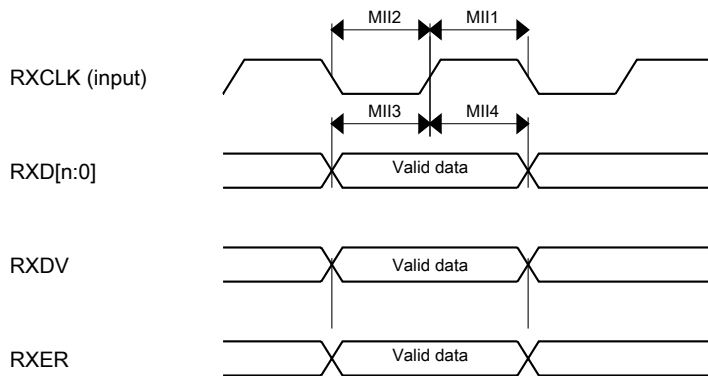 MII2 MII1
RXCLK (input)
MII3 MII4
RXD[n:0] Valid data
RXDV Valid data
RXER Valid data